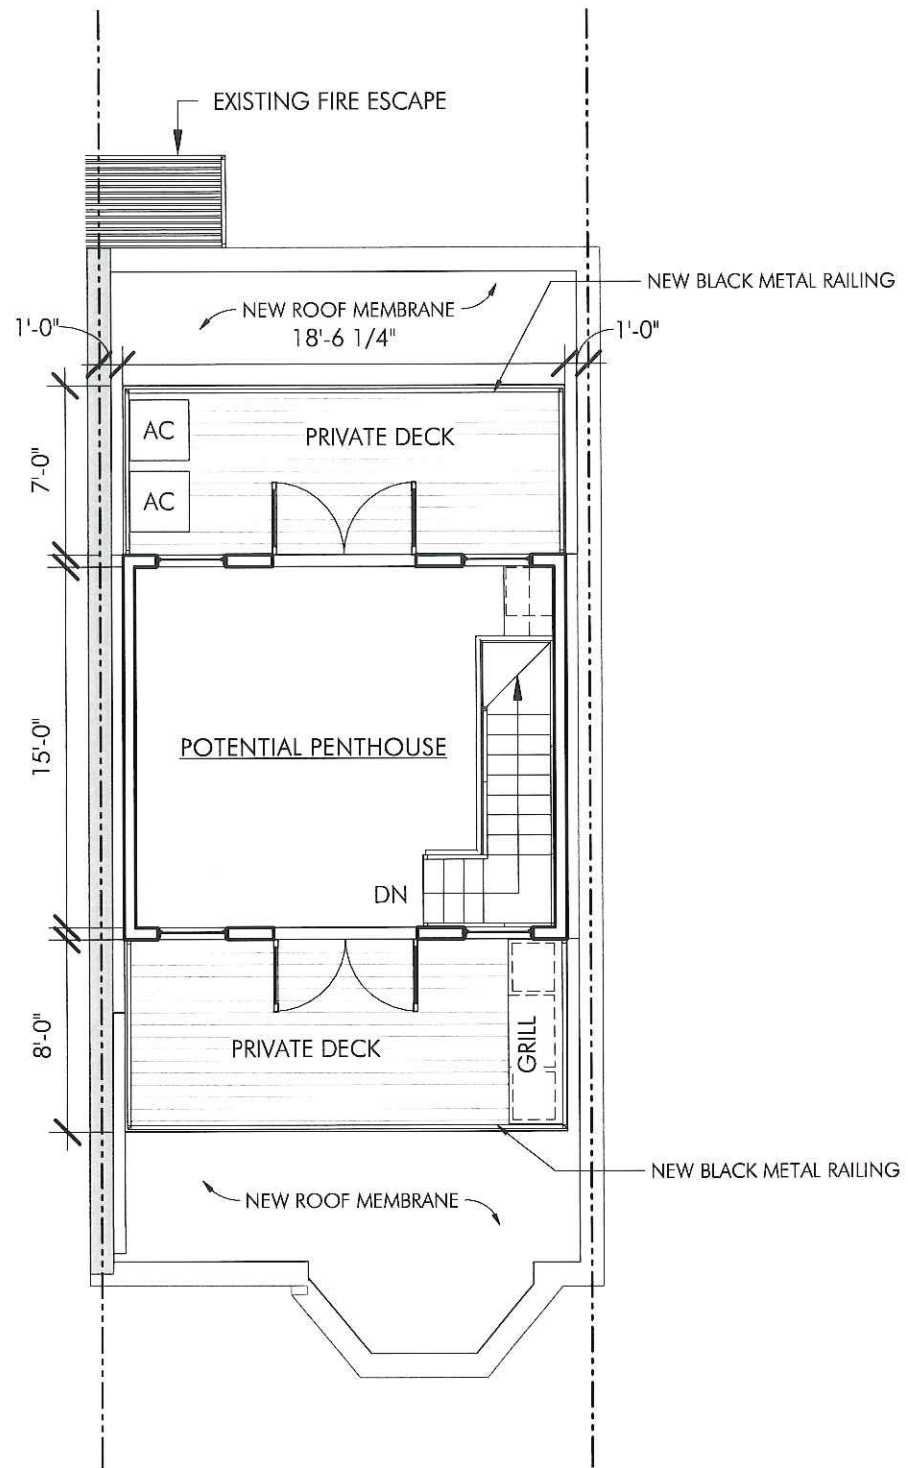 EXISTING FIRE ESCAPE
NEW BLACK METAL RAILING
NEW ROOF MEMBRANE
1'-0"
18'-6 1/4"
1'-0"
AC
PRIVATE DECK
7'-0"
AC
POTENTIAL PENTHOUSE
15'-0"
DN
8'-0"
PRIVATE DECK
GRILL
NEW BLACK METAL RAILING
NEW ROOF MEMBRANE